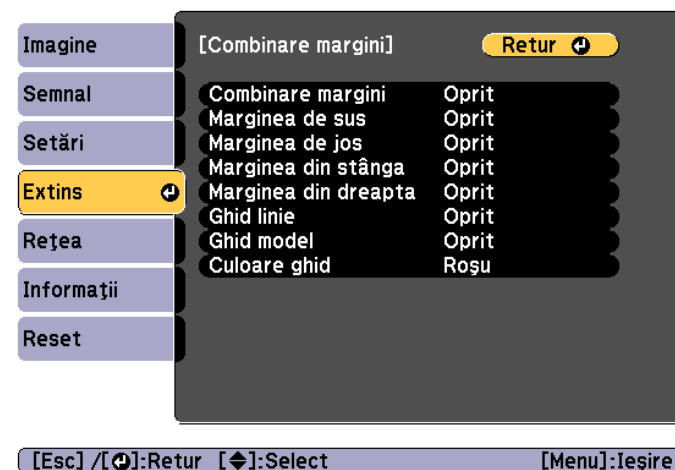 Imagine
Semnal
Setări
Extins
Reţea
Informaţii
Reset
[Combinare margini] Retur
Combinare margini Oprit
Marginea de sus Oprit
Marginea de jos Oprit
Marginea din stânga Oprit
Marginea din dreapta Oprit
Ghid linie Oprit
Ghid model Oprit
Culoare ghid Roşu
[Esc] /[⏎]:Retur [◆]:Select [Menu]:Ieşire